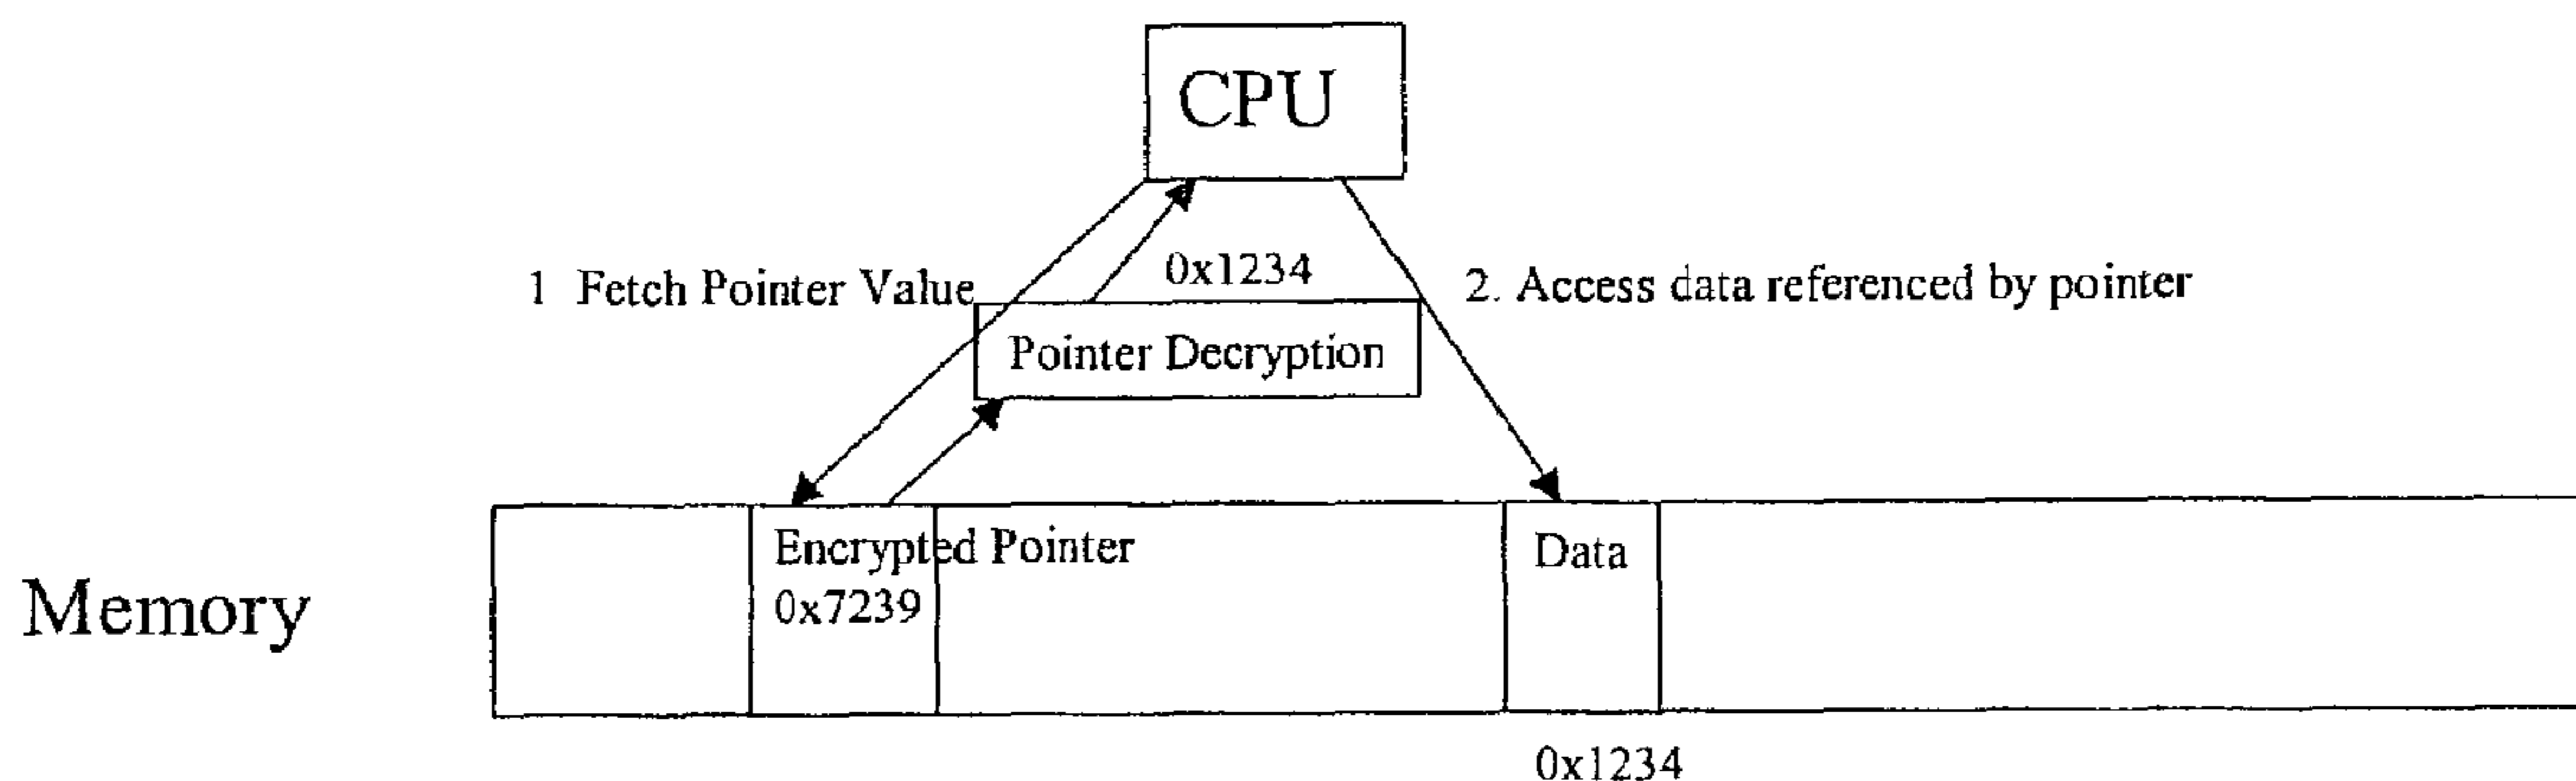 CPU
0x1234
1 Fetch Pointer Value
2. Access data referenced by pointer
Pointer Decryption
Encrypted Pointer
0x7239
Data
Memory
0x1234